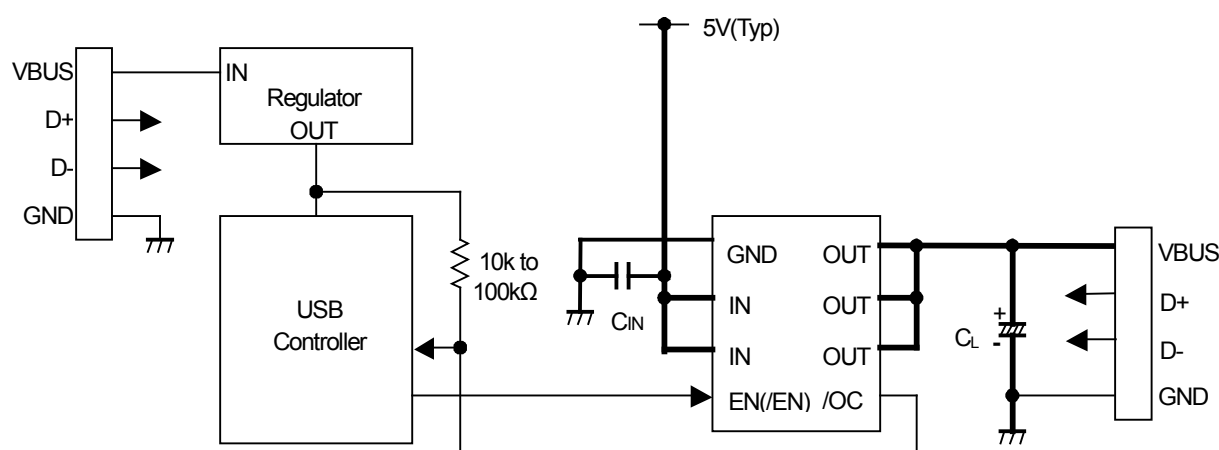 5V(Typ)
VBUS
D+
D-
GND
IN
Regulator
OUT
USB
Controller
10k to
100kΩ
CIN
GND
IN
IN
EN(/EN)
OUT
OUT
OUT
/OC
+
CL
-
VBUS
D+
D-
GND